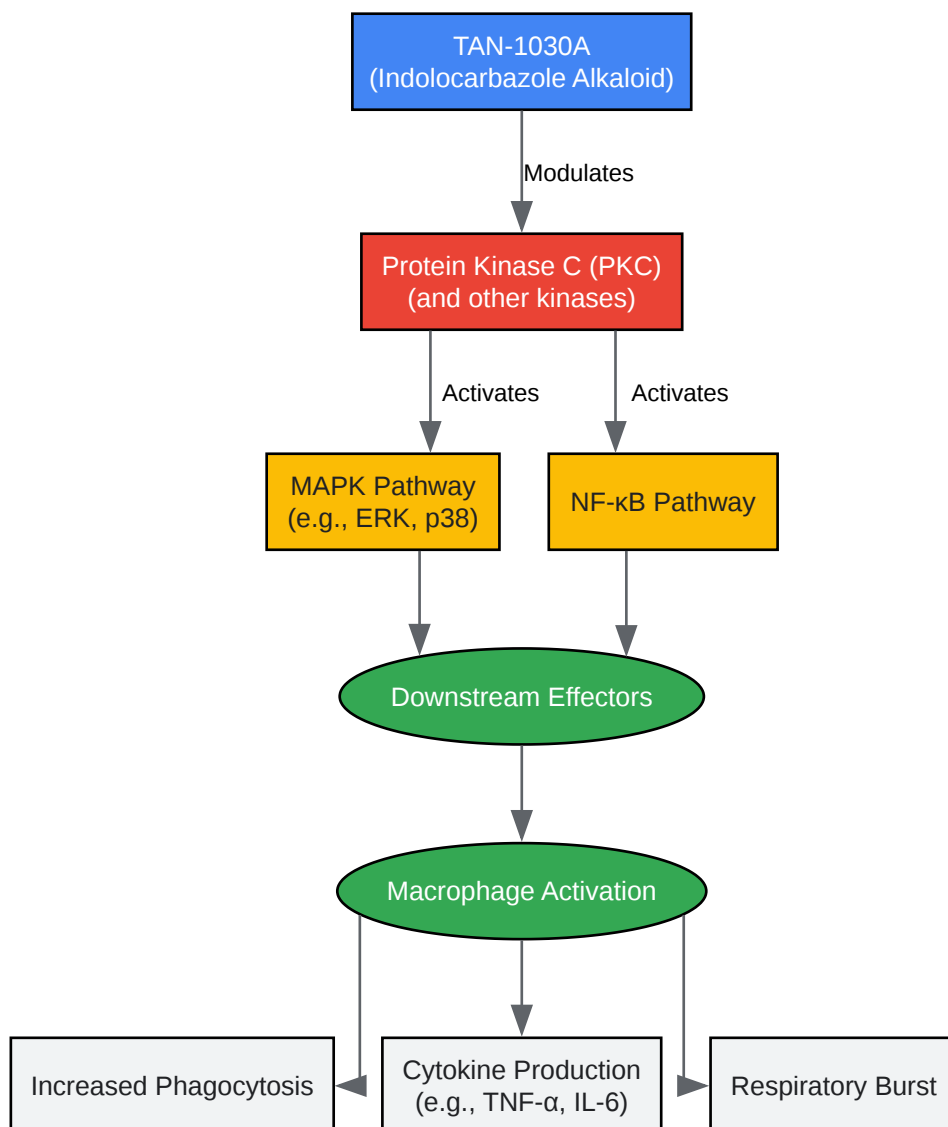 TAN-1030A
(Indolocarbazole Alkaloid)
Modulates
Protein Kinase C (PKC)
(and other kinases)
Activates
Activates
MAPK Pathway
(e.g., ERK, p38)
NF-κB Pathway
Downstream Effectors
Macrophage Activation
Increased Phagocytosis
Cytokine Production
(e.g., TNF-α, IL-6)
Respiratory Burst